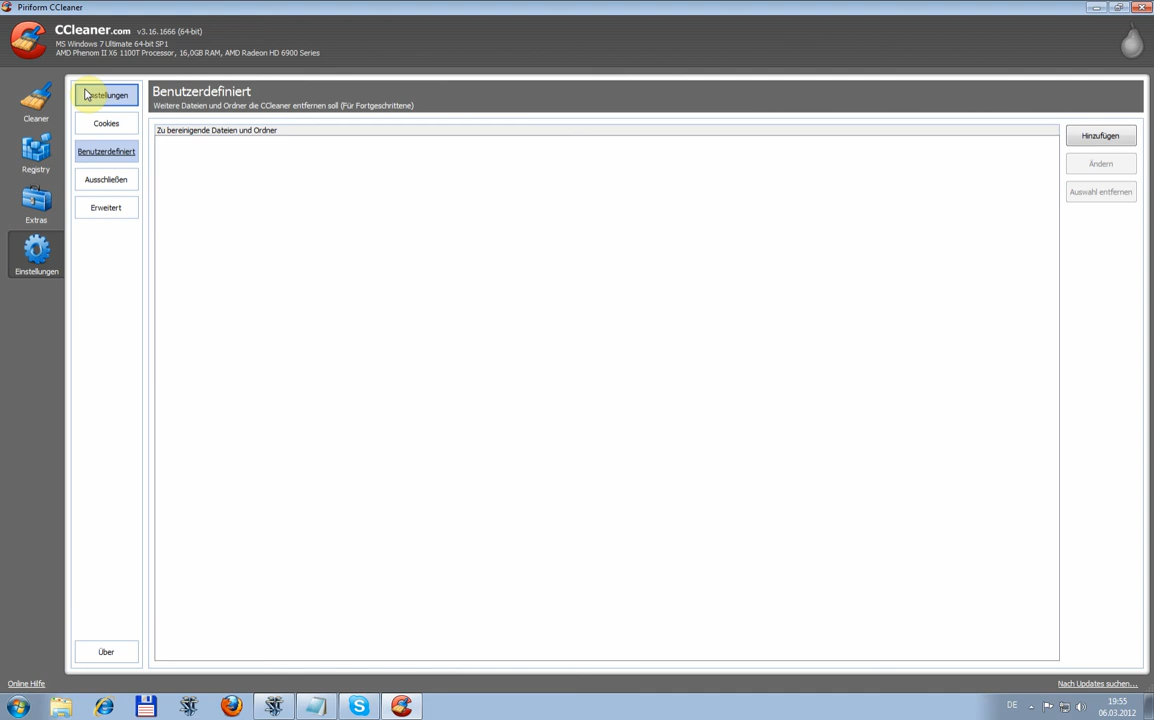 Piriform CCleaner
CCleaner.com v3.16.1666 (64-bit)
MS Windows 7 Ultimate 64-bit SP1
AMD Phenom II X6 1100T Processor, 16,0GB RAM, AMD Radeon HD 6900 Series
Cleaner
Registry
Extras
Einstellungen
Cookies
Benutzerdefiniert
Ausschließen
Erweitert
Über
Benutzerdefiniert
Weitere Dateien und Ordner die CCleaner entfernen soll (Für Fortgeschrittene)
Zu bereinigende Dateien und Ordner
Hinzufügen
Ändern
Auswahl entfernen
Online Hilfe
Nach Updates suchen...
DE
19:55
06.03.2012